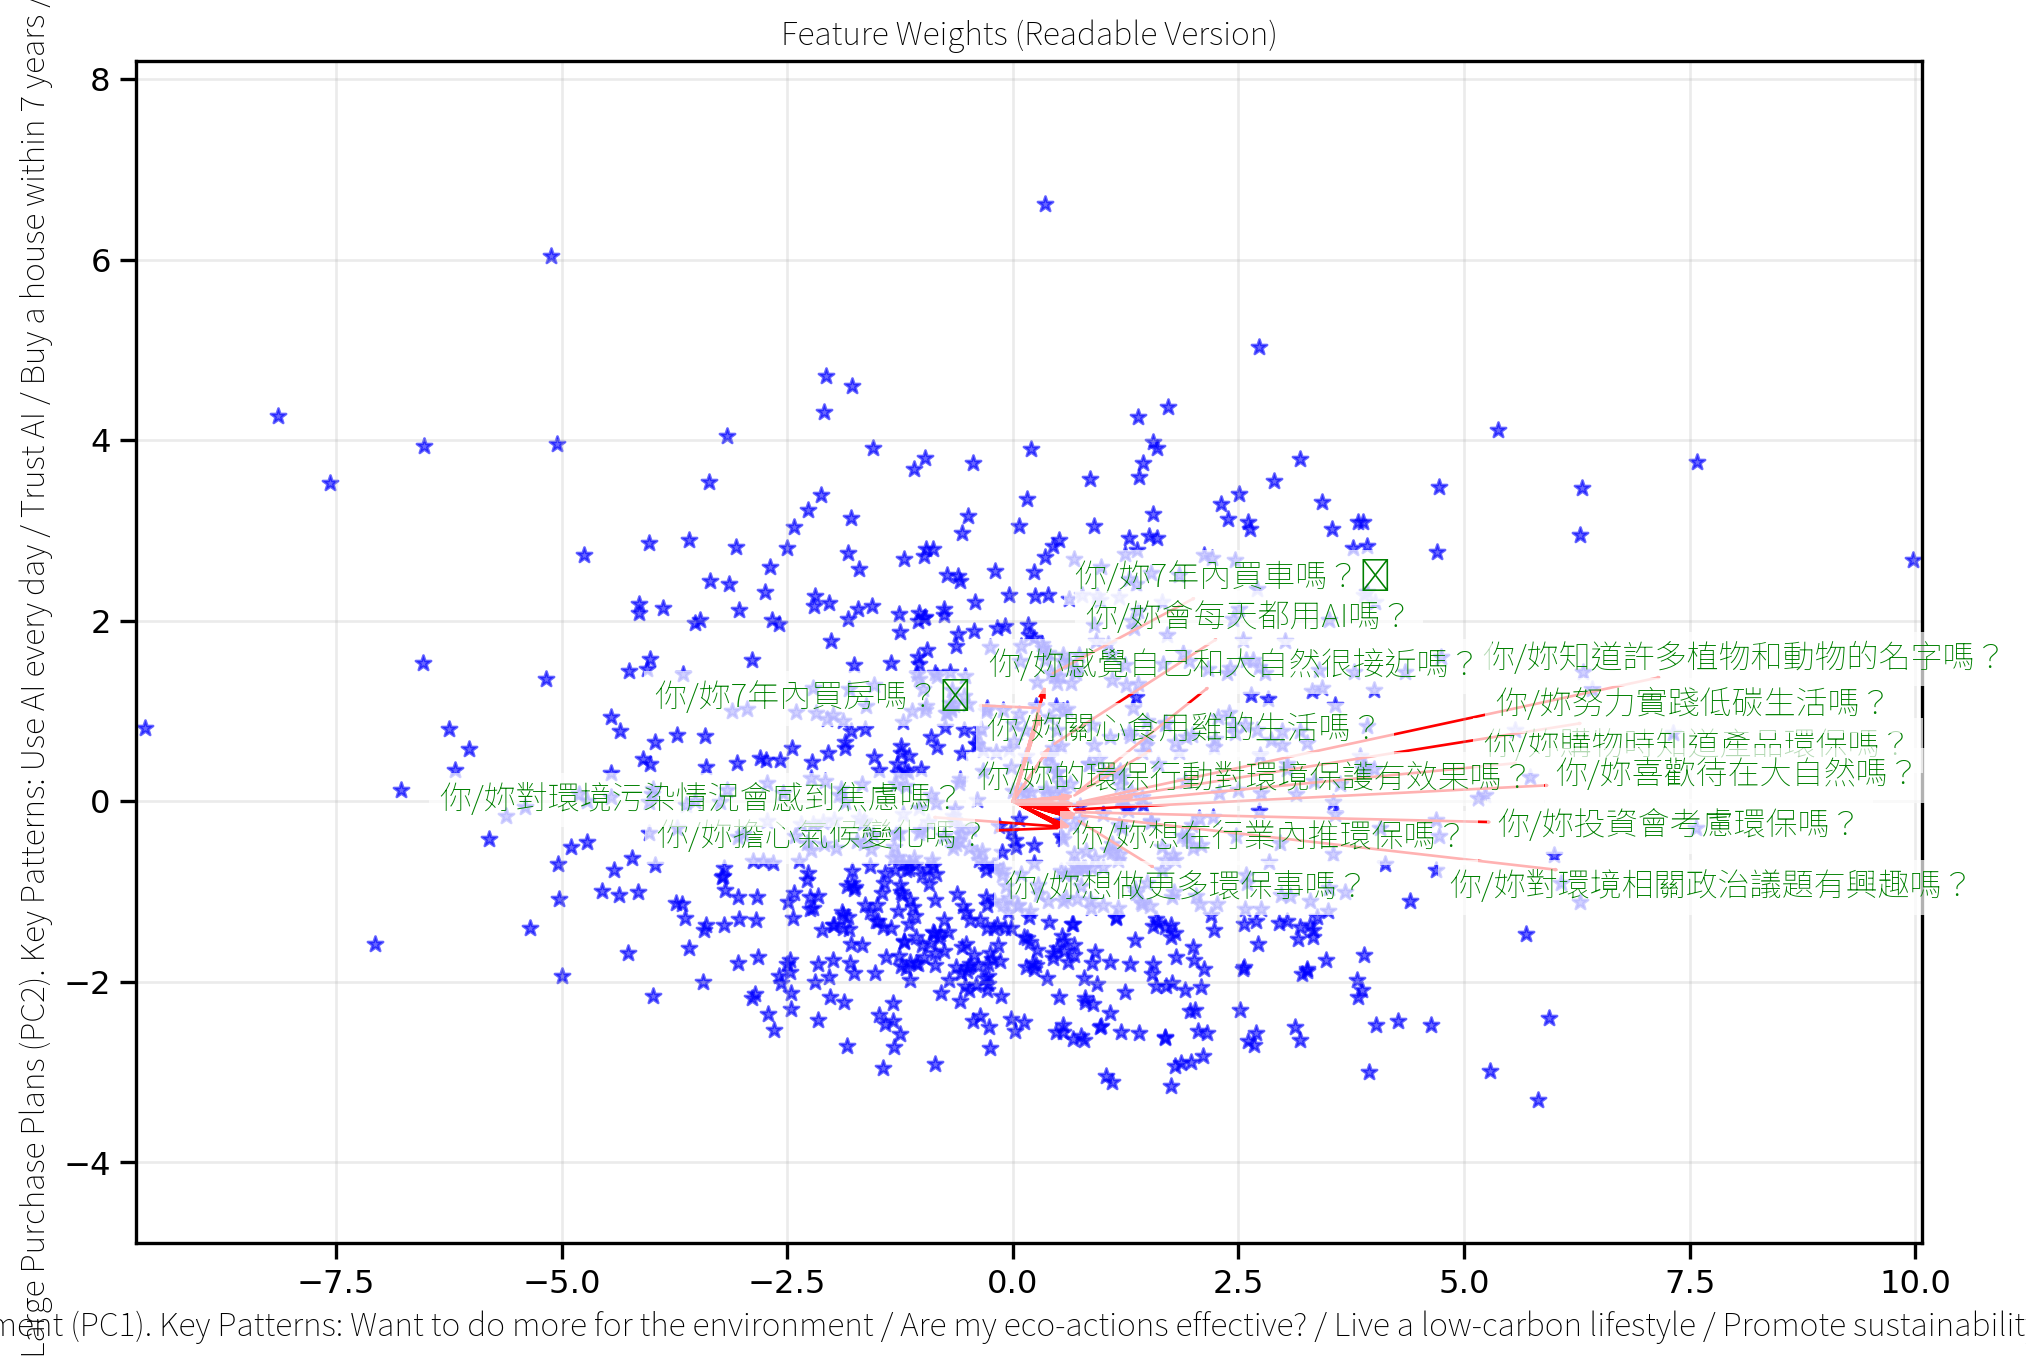 Feature Weights (Readable Version)
Large Purchase Plans (PC2). Key Patterns: Use AI every day / Trust AI / Buy a house within 7 years /
8
6
4
2
0
−2
−4
你/妳7年內買車嗎？
你/妳會每天都用AI嗎？
你/妳感覺自己和大自然很接近嗎？
你/妳知道許多植物和動物的名字嗎？
你/妳7年內買房嗎？
你/妳努力實踐低碳生活嗎？
你/妳關心食用雞的生活嗎？
你/妳購物時知道產品環保嗎？
你/妳的環保行動對環境保護有效果嗎？
你/妳喜歡待在大自然嗎？
你/妳對環境污染情況會感到焦慮嗎？
你/妳擔心氣候變化嗎？
你/妳想在行業內推環保嗎？
你/妳投資會考慮環保嗎？
你/妳想做更多環保事嗎？
你/妳對環境相關政治議題有興趣嗎？
−7.5
−5.0
−2.5
0.0
2.5
5.0
7.5
10.0
ment (PC1). Key Patterns: Want to do more for the environment / Are my eco-actions effective? / Live a low-carbon lifestyle / Promote sustainabilit